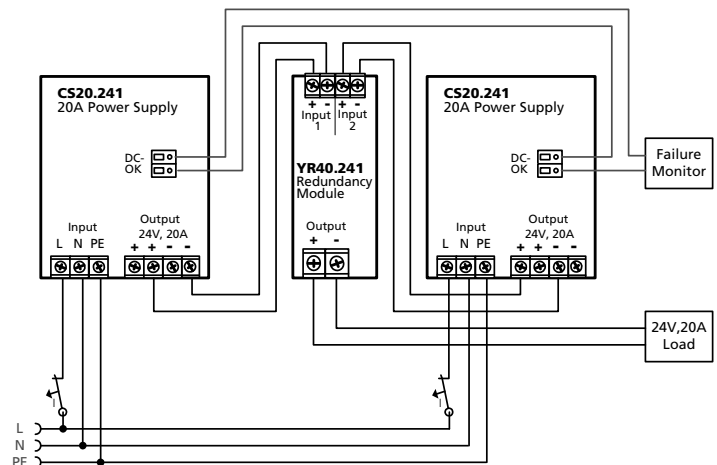 CS20.241
20A Power Supply
DC-
OK
Input
L N PE
Output
24V, 20A
+ + - -
+ - + -
Input
1
Input
2
YR40.241
Redundancy
Module
Output
+ -
CS20.241
20A Power Supply
DC-
OK
Input
L N PE
Output
24V, 20A
+ + - -
Failure
Monitor
24V,20A
Load
I
I
L
N
PE